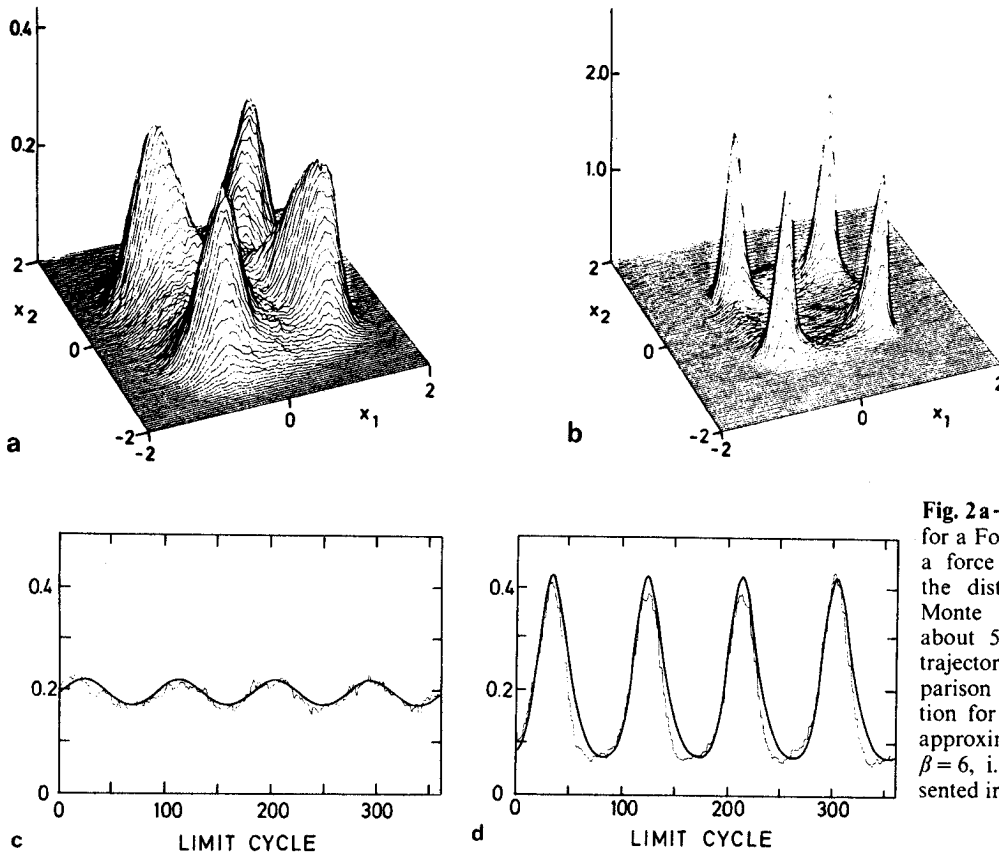 0.4
0.2
2
x₂
0
-2
-2
0
x₁
2
a
2.0
1.0
2
x₂
0
-2
-2
0
x₁
2
b
0.4
0.2
0
0
100
200
300
LIMIT CYCLE
c
0.4
0.2
0
0
100
200
300
LIMIT CYCLE
d
Fig. 2a-
for a Fo
a force
the dist
Monte
about 5
trajector
parison
tion for
approxim
β=6, i.
sented in